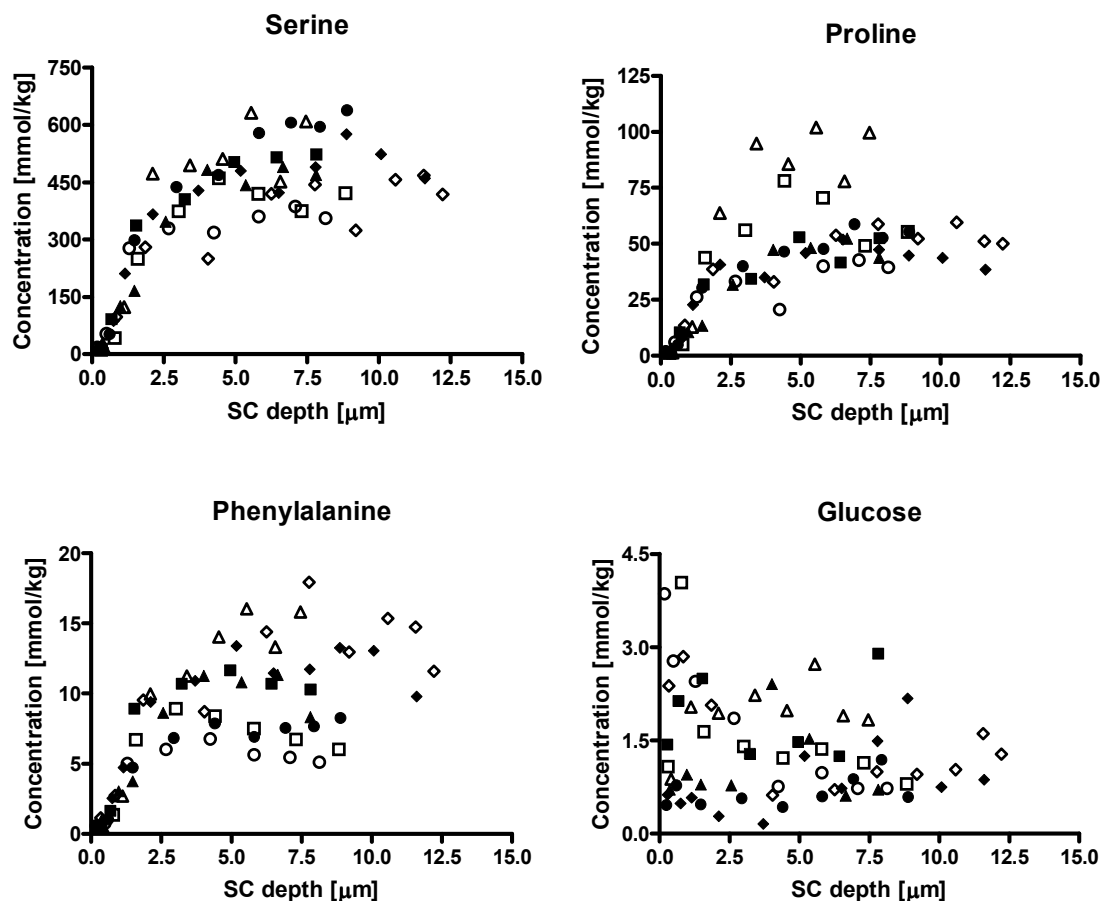 Serine
Concentration [mmol/kg]
750
600
450
300
150
0
0.0 2.5 5.0 7.5 10.0 12.5 15.0
SC depth [μm]
Proline
Concentration [mmol/kg]
125
100
75
50
25
0
0.0 2.5 5.0 7.5 10.0 12.5 15.0
SC depth [μm]
Phenylalanine
Concentration [mmol/kg]
20
15
10
5
0
0.0 2.5 5.0 7.5 10.0 12.5 15.0
SC depth [μm]
Glucose
Concentration [mmol/kg]
4.5
3.0
1.5
0.0
0.0 2.5 5.0 7.5 10.0 12.5 15.0
SC depth [μm]